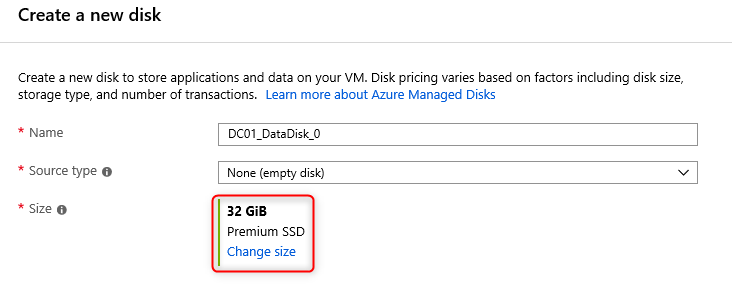 Create a new disk
Create a new disk to store applications and data on your VM. Disk pricing varies based on factors including disk size,
storage type, and number of transactions. Learn more about Azure Managed Disks
* Name
DC01_DataDisk_0
* Source type
None (empty disk)
* Size
32 GiB
Premium SSD
Change size